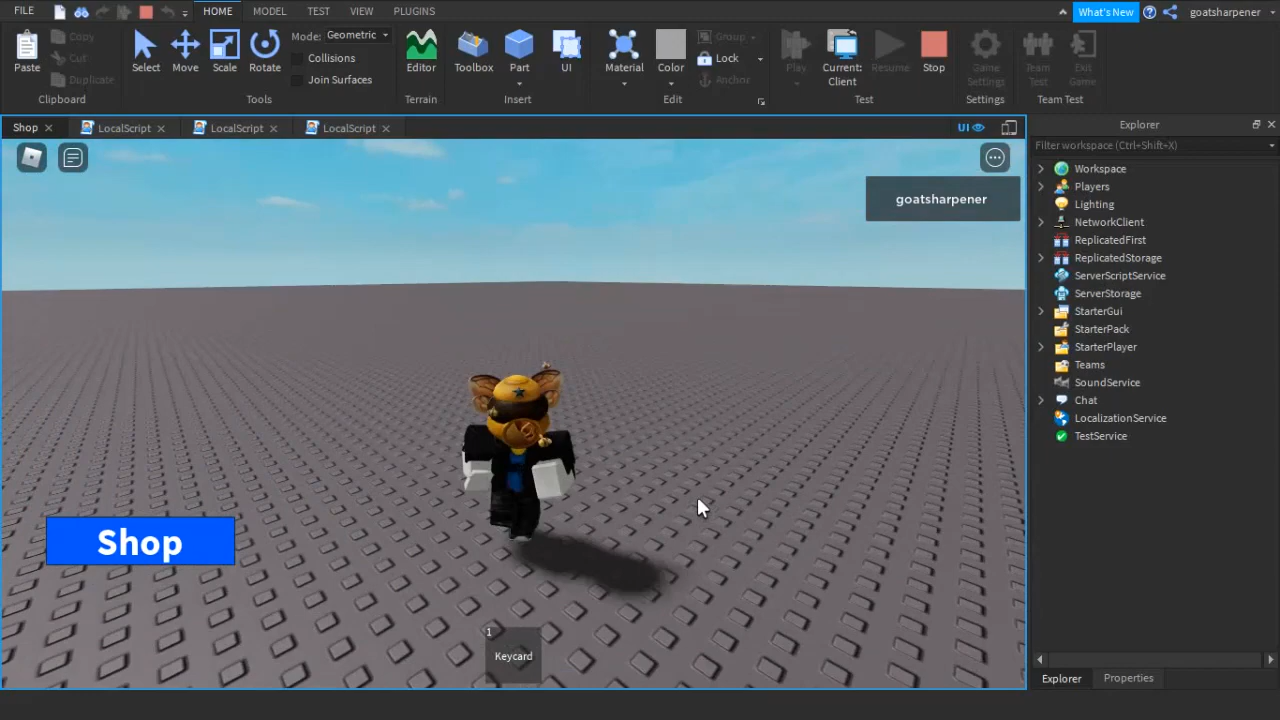 FILE HOME MODEL TEST VIEW PLUGINS What's New goatsharpener
Paste Copy Cut Duplicate Clipboard
Select Move Scale Rotate Mode: Geometric Collisions Join Surfaces Tools
Editor Terrain
Toolbox Part UI Insert
Material Color Group Lock Anchor Edit
Play Current: Client Resume Stop Test
Game Settings Settings
Team Test Exit Game Team Test
Shop LocalScript LocalScript LocalScript UI
goatsharpener
Shop
1
Keycard
Explorer
Filter workspace (Ctrl+Shift+X)
Workspace
Players
Lighting
NetworkClient
ReplicatedFirst
ReplicatedStorage
ServerScriptService
ServerStorage
StarterGui
StarterPack
StarterPlayer
Teams
SoundService
Chat
LocalizationService
TestService
Explorer Properties